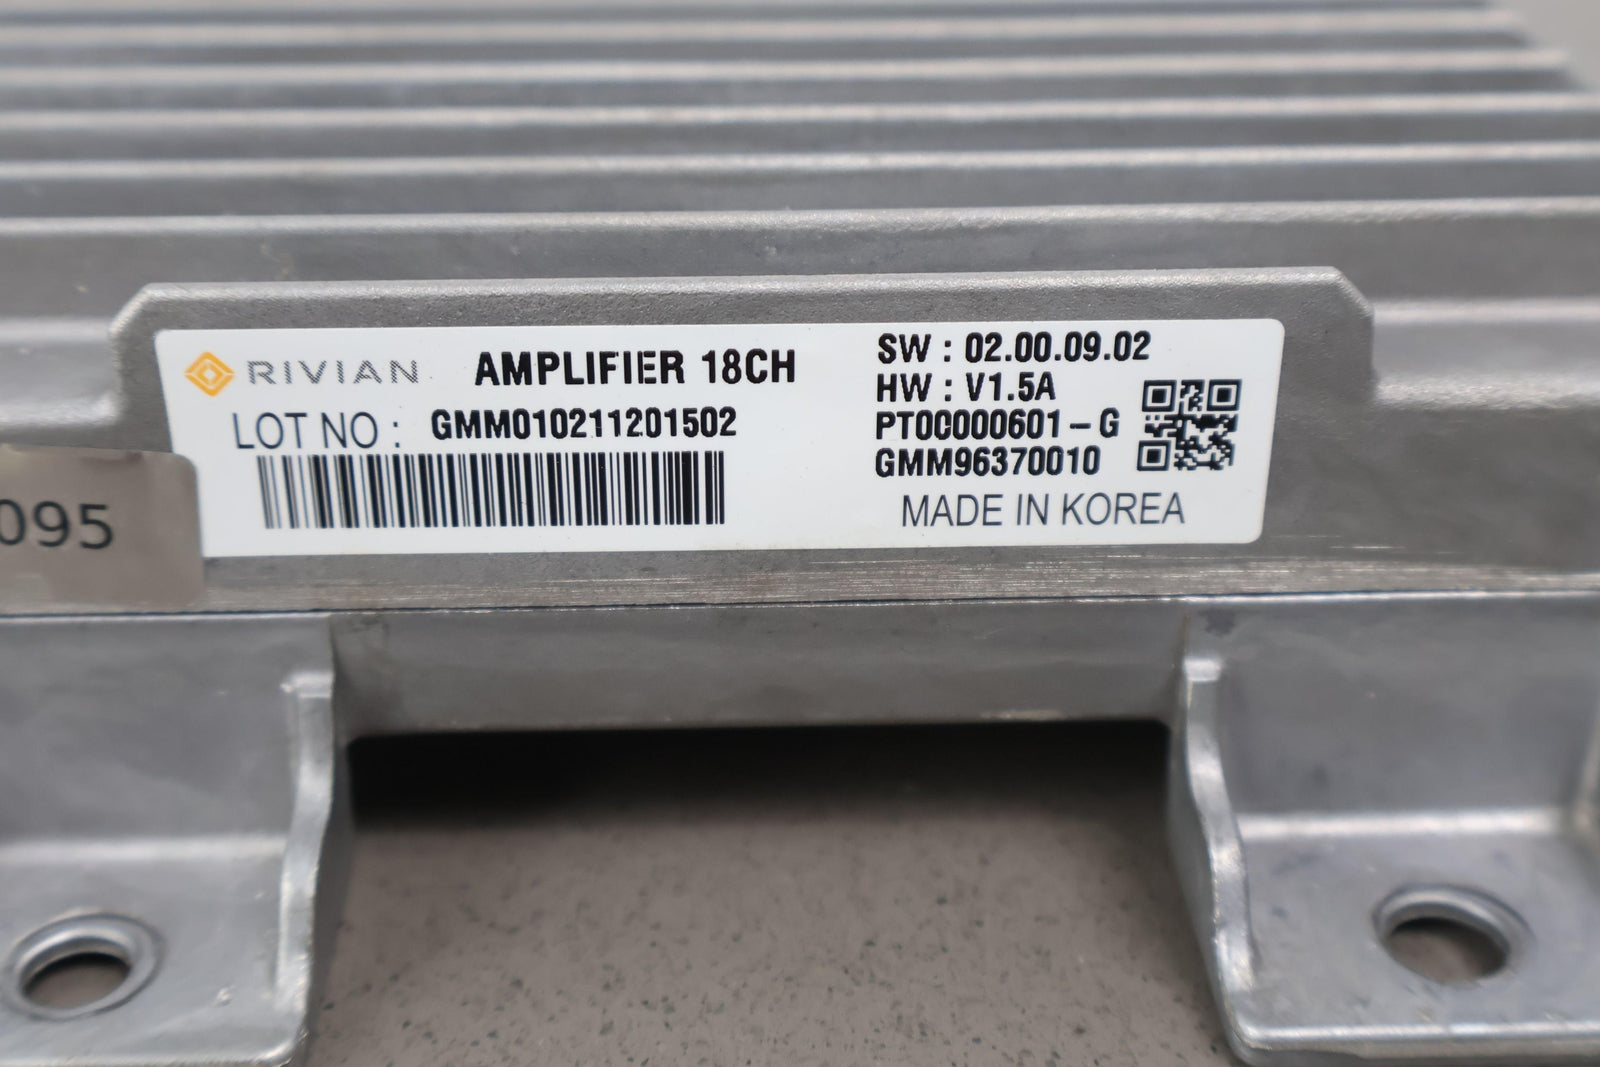 RIVIAN AMPLIFIER 18CH
LOT NO : GMM010211201502
SW : 02.00.09.02
HW : V1.5A
PT00000601-G
GMM96370010
MADE IN KOREA
095